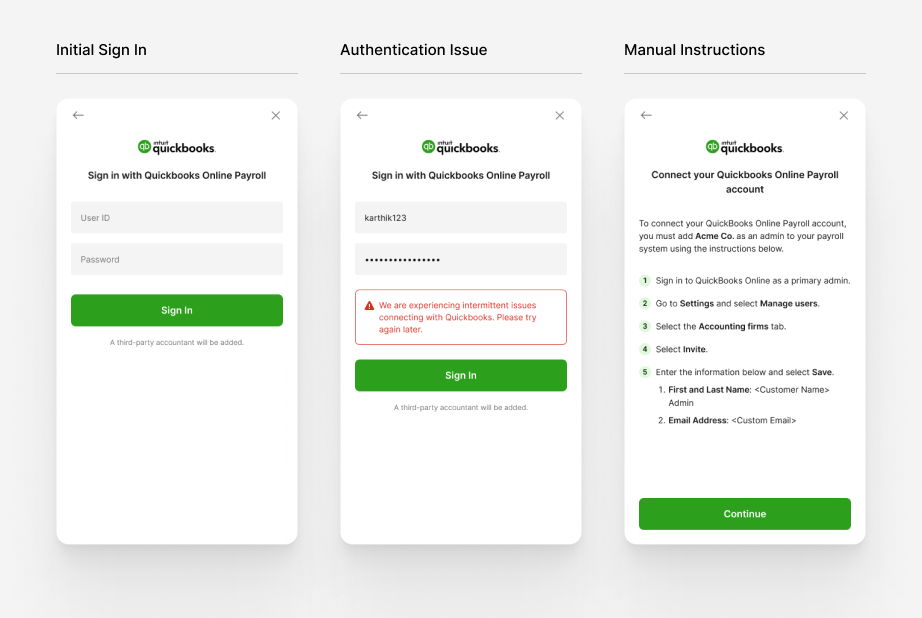 Initial Sign In
intuit
qb quickbooks.
Sign in with Quickbooks Online Payroll
User ID
Password
Sign In
A third-party accountant will be added.
Authentication Issue
intuit
qb quickbooks.
Sign in with Quickbooks Online Payroll
karthik123
••••••••••••••••
We are experiencing intermittent issues
connecting with Quickbooks. Please try
again later.
Sign In
A third-party accountant will be added.
Manual Instructions
intuit
qb quickbooks.
Connect your Quickbooks Online Payroll
account
To connect your QuickBooks Online Payroll account,
you must add Acme Co. as an admin to your payroll
system using the instructions below.
1 Sign in to QuickBooks Online as a primary admin.
2 Go to Settings and select Manage users.
3 Select the Accounting firms tab.
4 Select Invite.
5 Enter the information below and select Save.
1. First and Last Name: <Customer Name>
Admin
2. Email Address: <Custom Email>
Continue